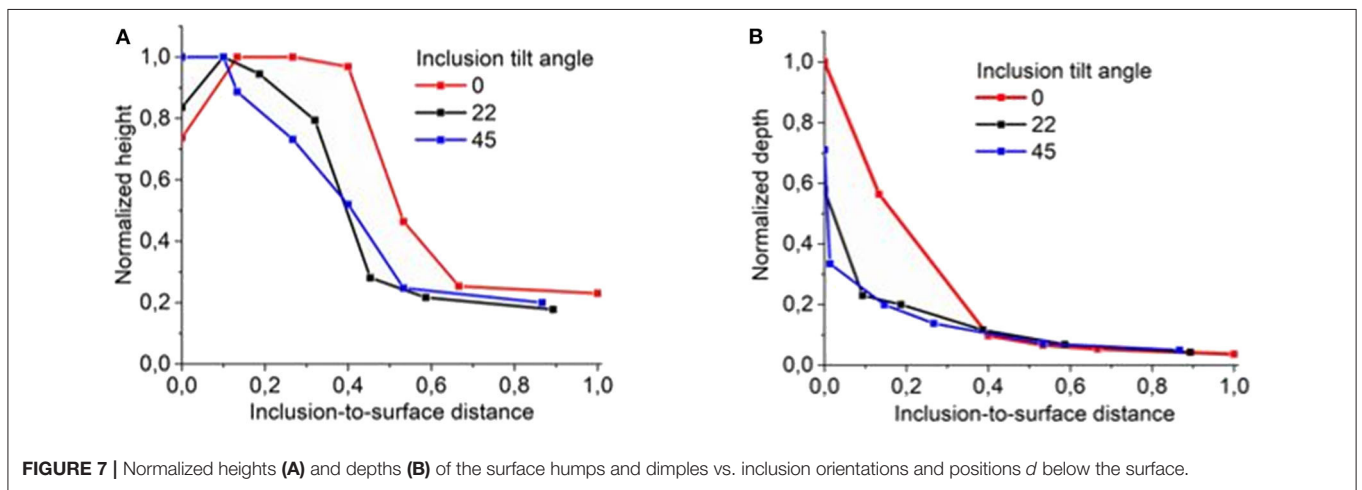 A
Normalized height
1,0
0,8
0,6
0,4
0,2
0,0
Inclusion tilt angle
0
22
45
0,0 0,2 0,4 0,6 0,8 1,0
Inclusion-to-surface distance
B
Normalized depth
1,0
0,8
0,6
0,4
0,2
0,0
Inclusion tilt angle
0
22
45
0,0 0,2 0,4 0,6 0,8 1,0
Inclusion-to-surface distance
FIGURE 7 | Normalized heights (A) and depths (B) of the surface humps and dimples vs. inclusion orientations and positions d below the surface.